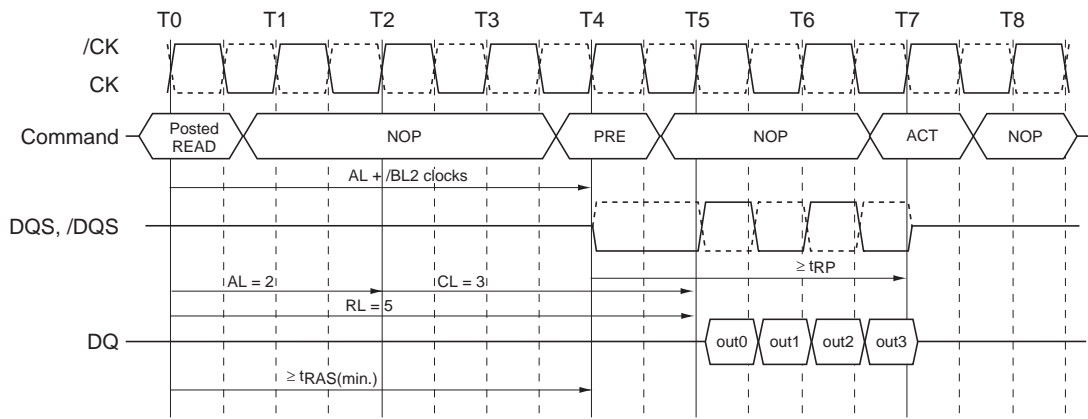 T0 T1 T2 T3 T4 T5 T6 T7 T8
/CK
CK
Command Posted READ NOP PRE NOP ACT NOP
AL + /BL2 clocks
DQS, /DQS
≥ tRP
AL = 2 CL = 3
RL = 5
DQ out0 out1 out2 out3
≥ tRAS(min.)